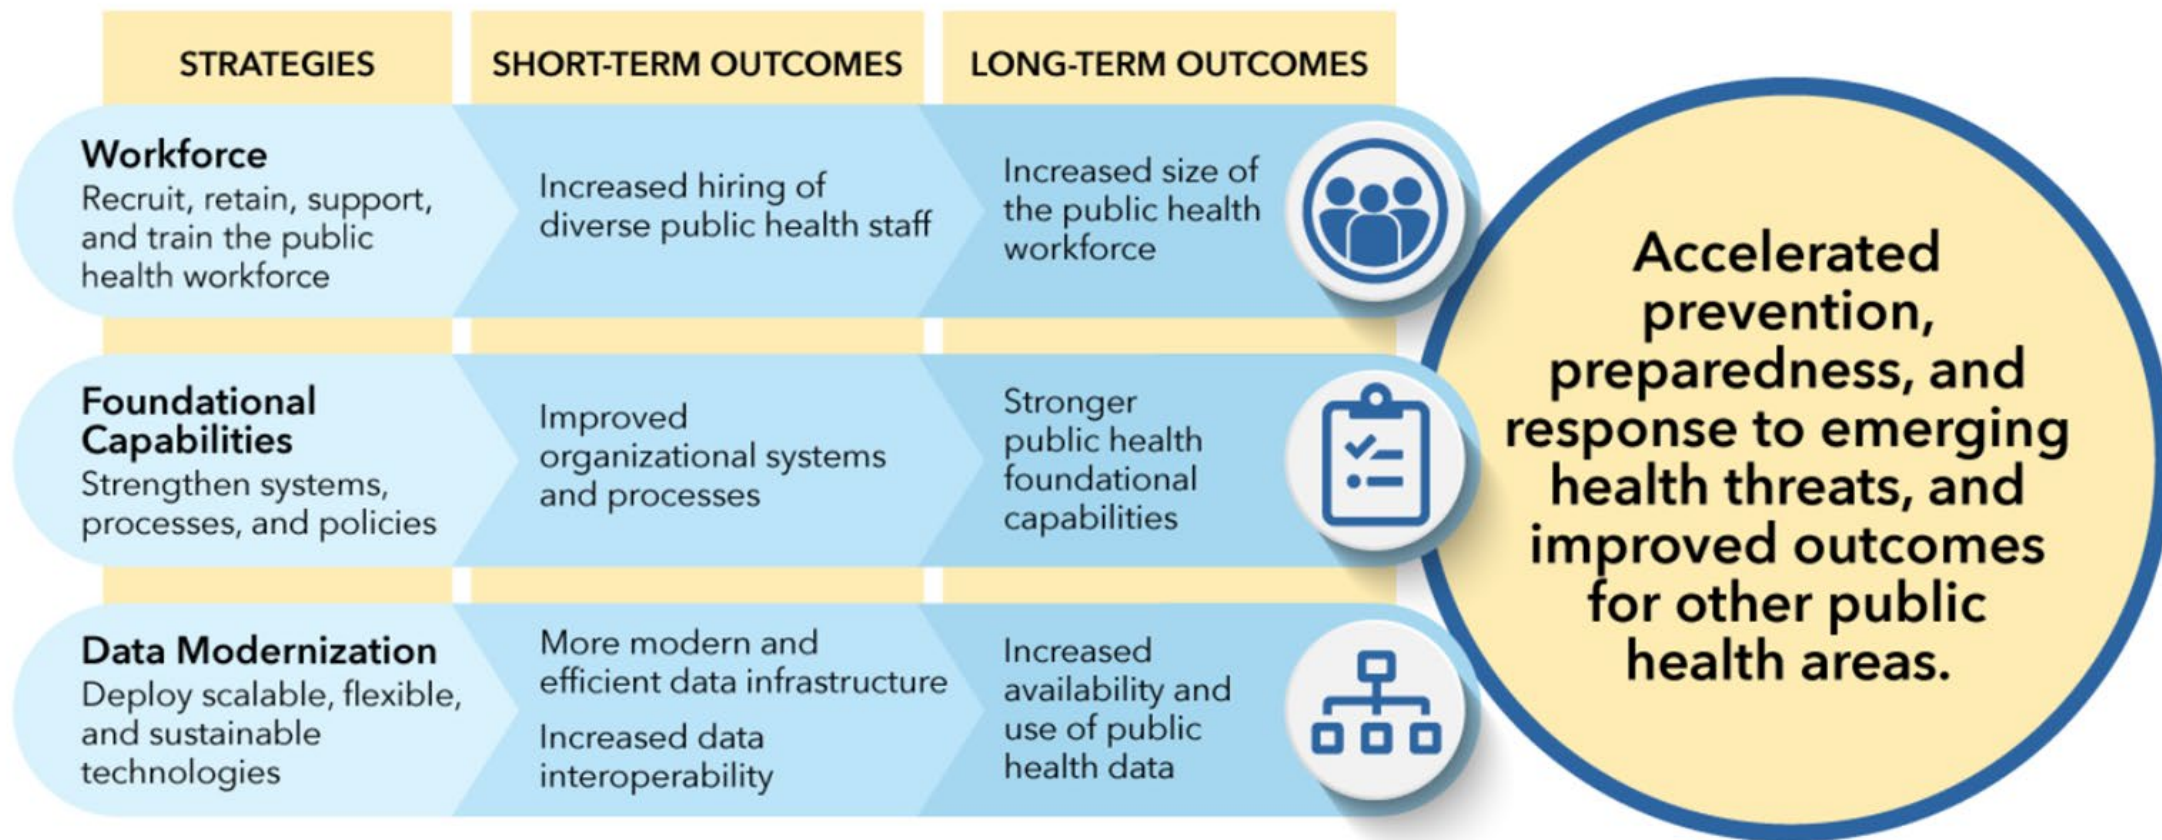 STRATEGIES
SHORT-TERM OUTCOMES
LONG-TERM OUTCOMES
Workforce
Recruit, retain, support,
and train the public
health workforce
Increased hiring of
diverse public health staff
Increased size of
the public health
workforce
Foundational
Capabilities
Strengthen systems,
processes, and policies
Improved
organizational systems
and processes
Stronger
public health
foundational
capabilities
Data Modernization
Deploy scalable, flexible,
and sustainable
technologies
More modern and
efficient data infrastructure
Increased data
interoperability
Increased
availability and
use of public
health data
Accelerated
prevention,
preparedness, and
response to emerging
health threats, and
improved outcomes
for other public
health areas.